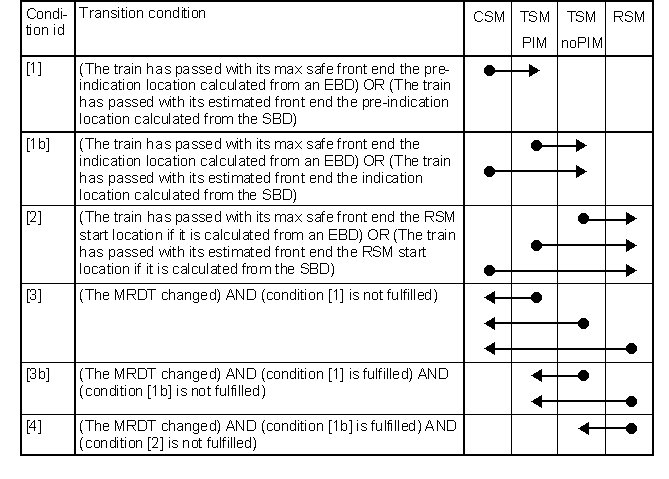 Condi-
tion id
Transition condition
CSM
TSM
PIM
TSM
noPIM
RSM
[1]
(The train has passed with its max safe front end the pre-
indication location calculated from an EBD) OR (The train
has passed with its estimated front end the pre-indication
location calculated from the SBD)
[1b]
(The train has passed with its max safe front end the
indication location calculated from an EBD) OR (The train
has passed with its estimated front end the indication
location calculated from the SBD)
[2]
(The train has passed with its max safe front end the RSM
start location if it is calculated from an EBD) OR (The train
has passed with its estimated front end the RSM start
location if it is calculated from the SBD)
[3]
(The MRDT changed) AND (condition [1] is not fulfilled)
[3b]
(The MRDT changed) AND (condition [1] is fulfilled) AND
(condition [1b] is not fulfilled)
[4]
(The MRDT changed) AND (condition [1b] is fulfilled) AND
(condition [2] is not fulfilled)